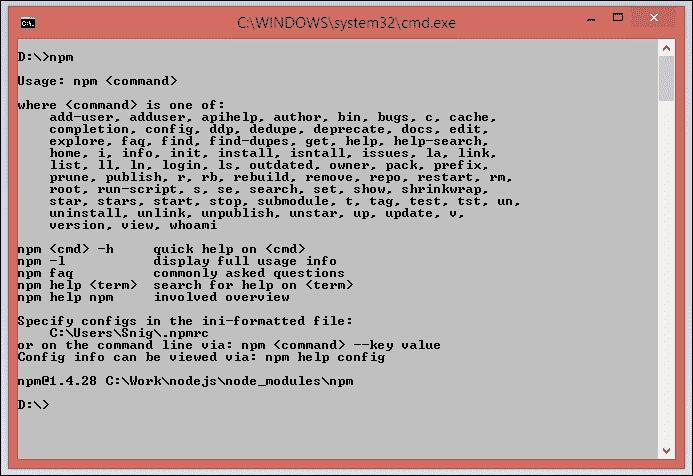 C:\WINDOWS\system32\cmd.exe
D:\>npm
Usage: npm <command>
where <command> is one of:
add-user, adduser, apihelp, author, bin, bugs, c, cache,
completion, config, ddp, dedupe, deprecate, docs, edit,
explore, faq, find, find-dupes, get, help, help-search,
home, i, info, init, install, isntall, issues, la, link,
list, ll, ln, login, ls, outdated, owner, pack, prefix,
prune, publish, r, rb, rebuild, remove, repo, restart, rm,
root, run-script, s, se, search, set, show, shrinkwrap,
star, stars, start, stop, submodule, t, tag, test, tst, un,
uninstall, unlink, unpublish, unstar, up, update, v,
version, view, whoami
npm <cmd> -h     quick help on <cmd>
npm -l           display full usage info
npm faq          commonly asked questions
npm help <term>  search for help on <term>
npm help npm     involved overview
Specify configs in the ini-formatted file:
C:\Users\Snig\.npmrc
or on the command line via: npm <command> --key value
Config info can be viewed via: npm help config
npm@1.4.28 C:\Work\nodejs\node_modules\npm
D:\>